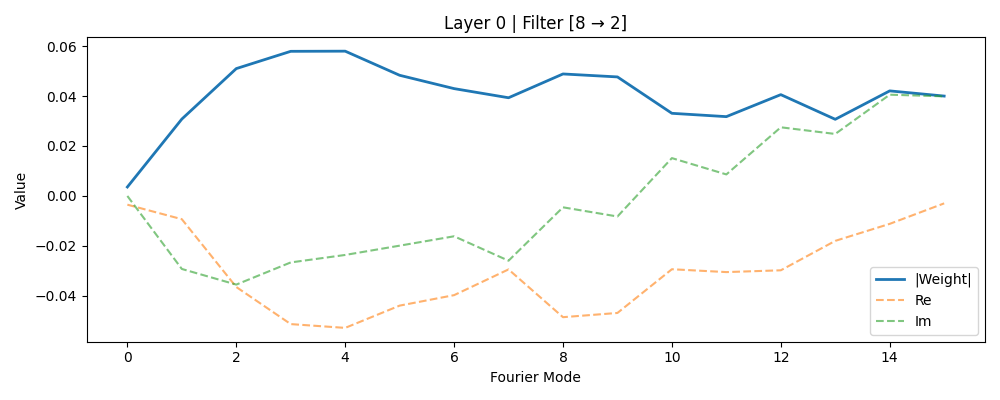 Layer 0 | Filter [8 → 2]
0.06
0.04
0.02
0.00
−0.02
−0.04
Value
0 2 4 6 8 10 12 14
Fourier Mode
|Weight|
Re
Im